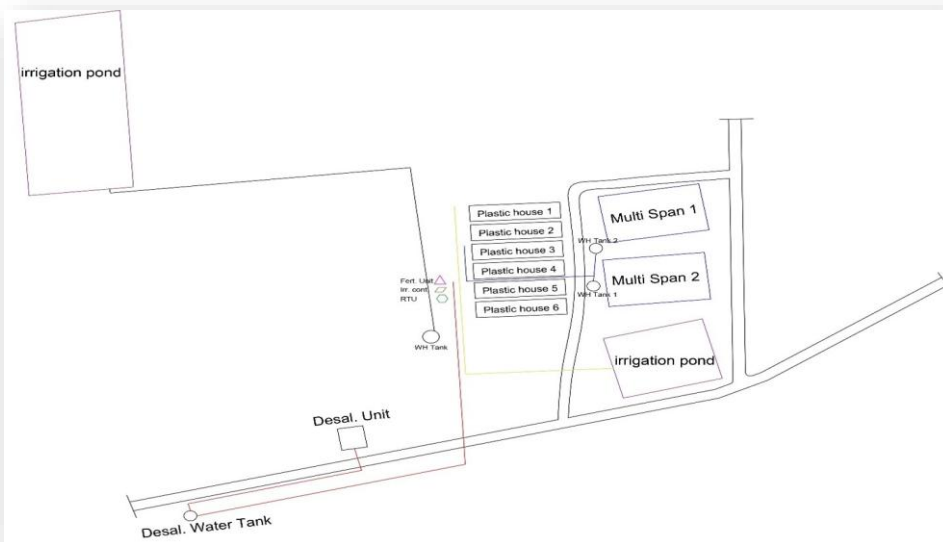 irrigation pond
Plastic house 1
Plastic house 2
Plastic house 3
Plastic house 4
Plastic house 5
Plastic house 6
Multi Span 1
WH Tank 2
Multi Span 2
WH Tank 1
Fert. Unit
Irr. cont.
RTU
WH Tank
irrigation pond
Desal. Unit
Desal. Water Tank